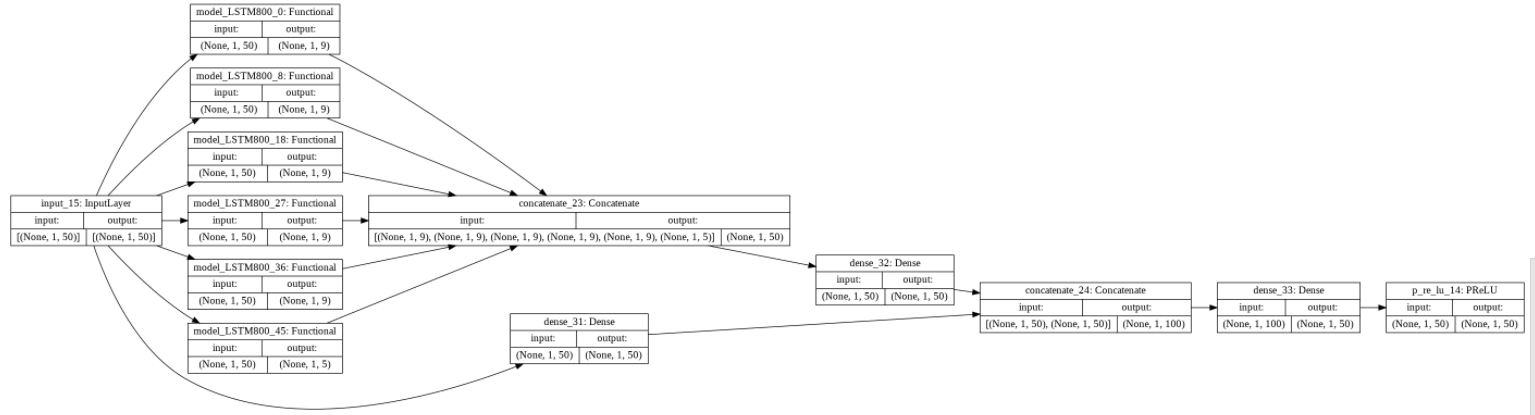 model_LSTM800_0: Functional
input: output:
(None, 1, 50) (None, 1, 9)
model_LSTM800_8: Functional
input: output:
(None, 1, 50) (None, 1, 9)
model_LSTM800_18: Functional
input: output:
(None, 1, 50) (None, 1, 9)
input_15: InputLayer
input: output:
[(None, 1, 50)] [(None, 1, 50)]
model_LSTM800_27: Functional
input: output:
(None, 1, 50) (None, 1, 9)
concatenate_23: Concatenate
input: output:
[(None, 1, 9), (None, 1, 9), (None, 1, 9), (None, 1, 9), (None, 1, 9), (None, 1, 5)] (None, 1, 50)
model_LSTM800_36: Functional
input: output:
(None, 1, 50) (None, 1, 9)
model_LSTM800_45: Functional
input: output:
(None, 1, 50) (None, 1, 5)
dense_32: Dense
input: output:
(None, 1, 50) (None, 1, 50)
dense_31: Dense
input: output:
(None, 1, 50) (None, 1, 50)
concatenate_24: Concatenate
input: output:
[(None, 1, 50), (None, 1, 50)] (None, 1, 100)
dense_33: Dense
input: output:
(None, 1, 100) (None, 1, 50)
p_re_lu_14: PReLU
input: output:
(None, 1, 50) (None, 1, 50)